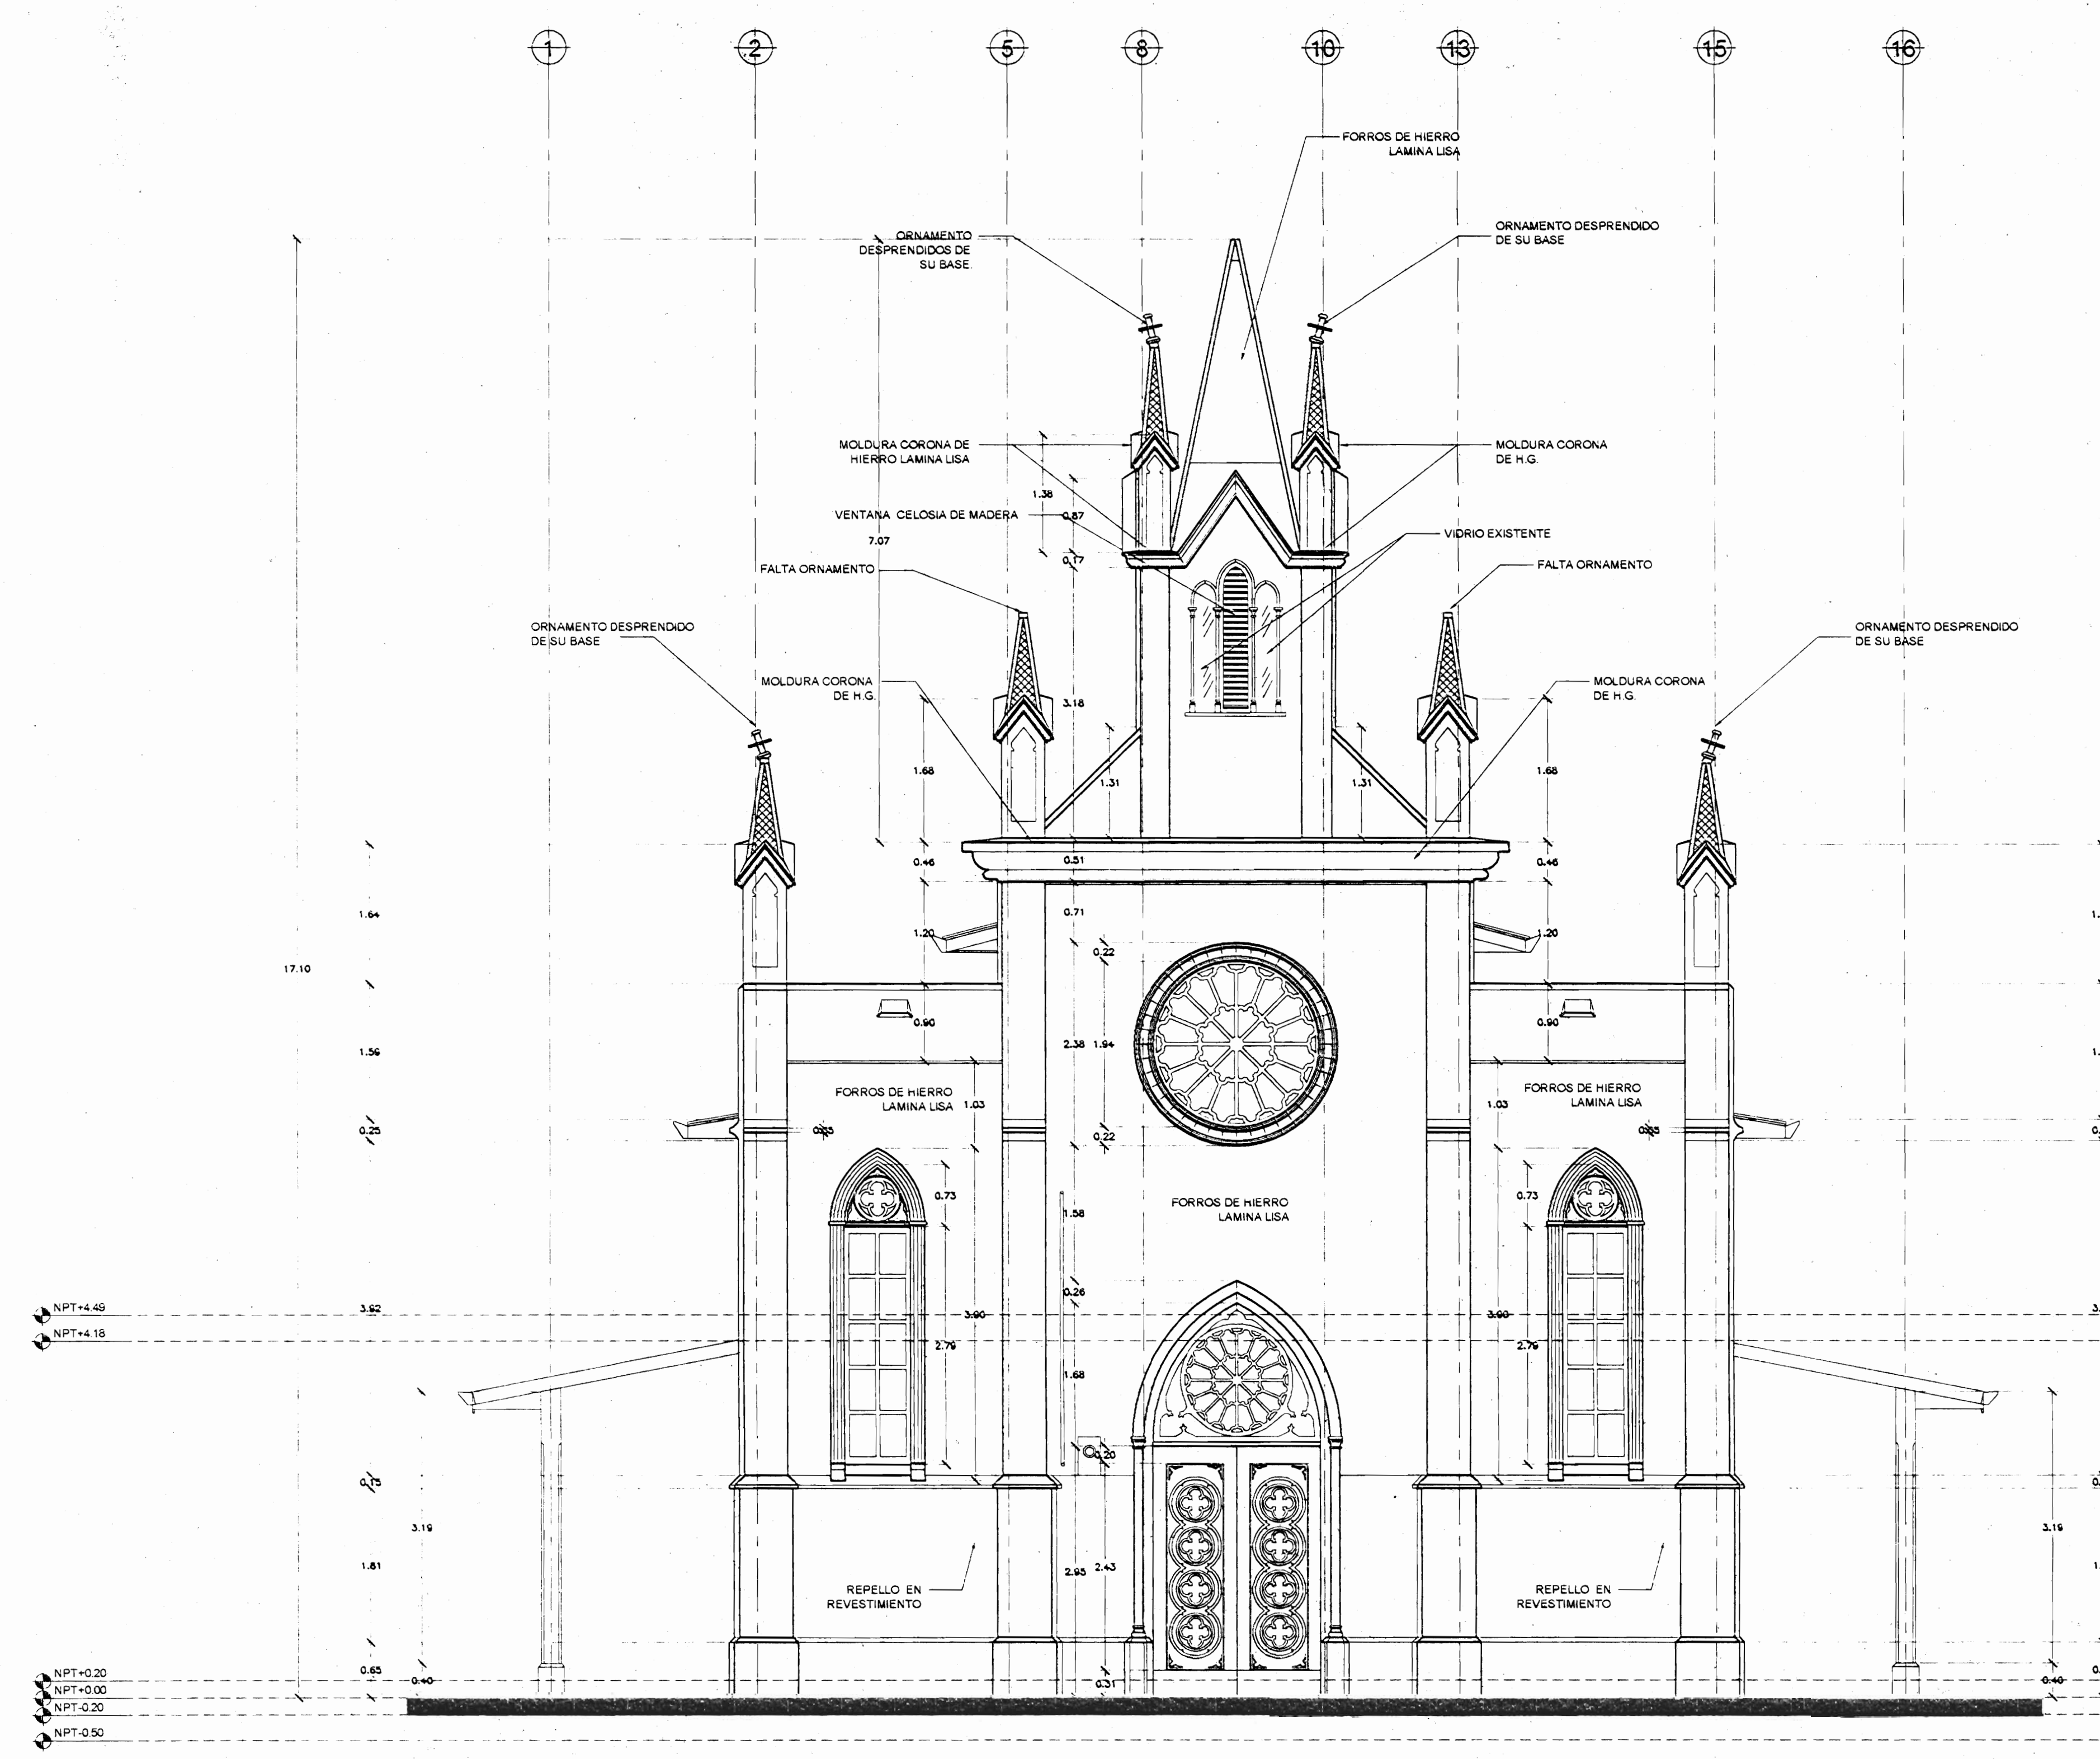 1 2 5 8 10 13 15 16
FORROS DE HIERRO
LAMINA LISA
ORNAMENTO
DESPRENDIDOS DE
SU BASE.
ORNAMENTO DESPRENDIDO
DE SU BASE
MOLDURA CORONA DE
HIERRO LAMINA LISA
MOLDURA CORONA
DE H.G.
1.38
VENTANA CELOSIA DE MADERA
0.87
7.07
VIDRIO EXISTENTE
0.17
FALTA ORNAMENTO
FALTA ORNAMENTO
ORNAMENTO DESPRENDIDO
DE SU BASE
ORNAMENTO DESPRENDIDO
DE SU BASE
MOLDURA CORONA
DE H.G.
MOLDURA CORONA
DE H.G.
3.18
1.68
1.31
1.31
1.68
0.46
0.51
0.46
1.64
0.71
1.20
1.20
0.22
17.10
0.90
0.90
1.56
2.38
1.94
FORROS DE HIERRO
LAMINA LISA
1.03
FORROS DE HIERRO
LAMINA LISA
1.03
0.25
0.22
0.73
0.73
FORROS DE HIERRO
LAMINA LISA
1.58
0.26
NPT+4.49
3.92
3.90
3.90
NPT+4.18
2.79
2.79
1.68
0.20
0.15
3.19
3.19
1.81
2.95
2.43
REPELLO EN
REVESTIMIENTO
REPELLO EN
REVESTIMIENTO
NPT+0.20
0.65
0.40
0.31
0.40
NPT+0.00
NPT-0.20
NPT-0.50